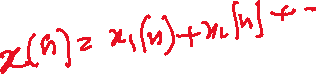 x[n] = x₁[n] + x₂[n] + -